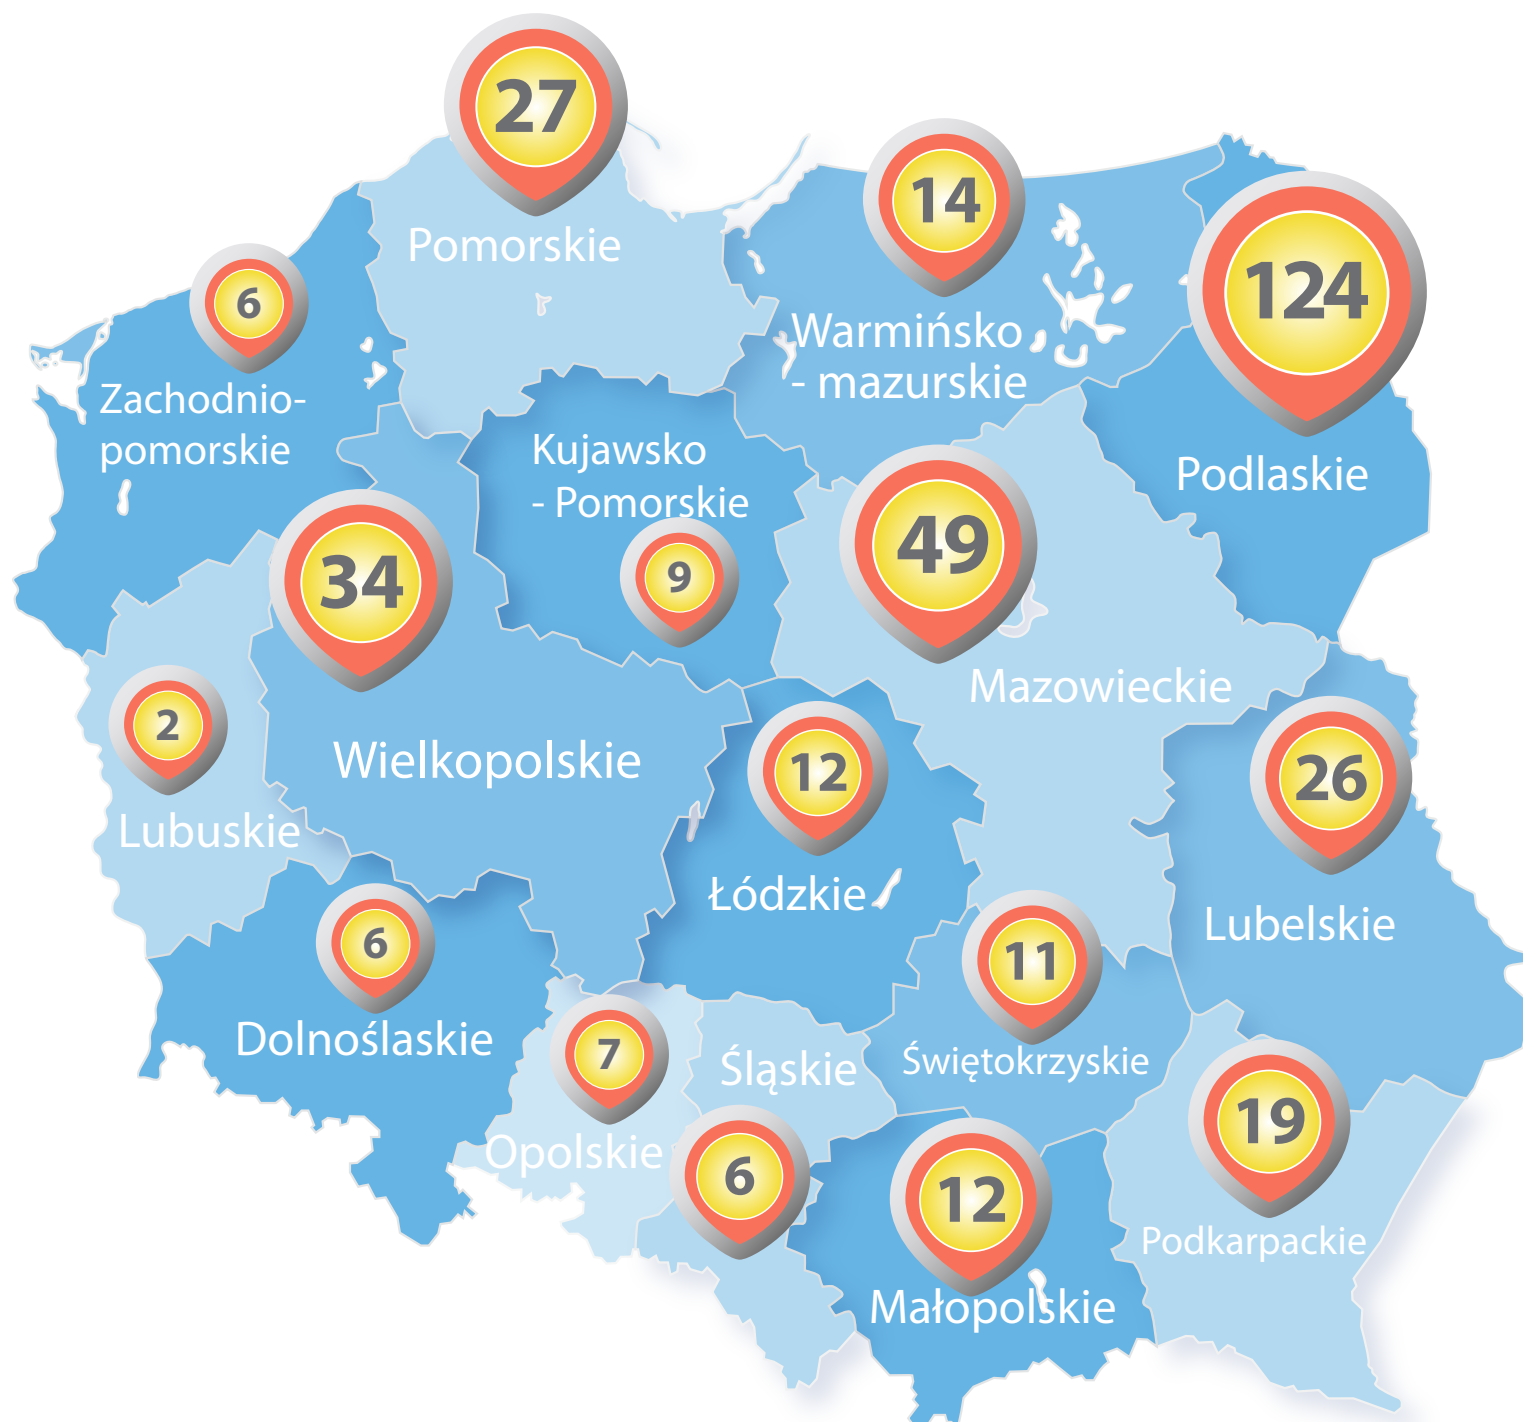 27
Pomorskie
14
Warmińsko
- mazurskie
124
Podlaskie
6
Zachodnio-
pomorskie
Kujawsko
- Pomorskie
9
34
Wielkopolskie
49
Mazowieckie
2
Lubuskie
12
Łódzkie
26
Lubelskie
6
Dolnoślaskie
7
Opolskie
Śląskie
6
11
Świętokrzyskie
12
Małopolskie
19
Podkarpackie